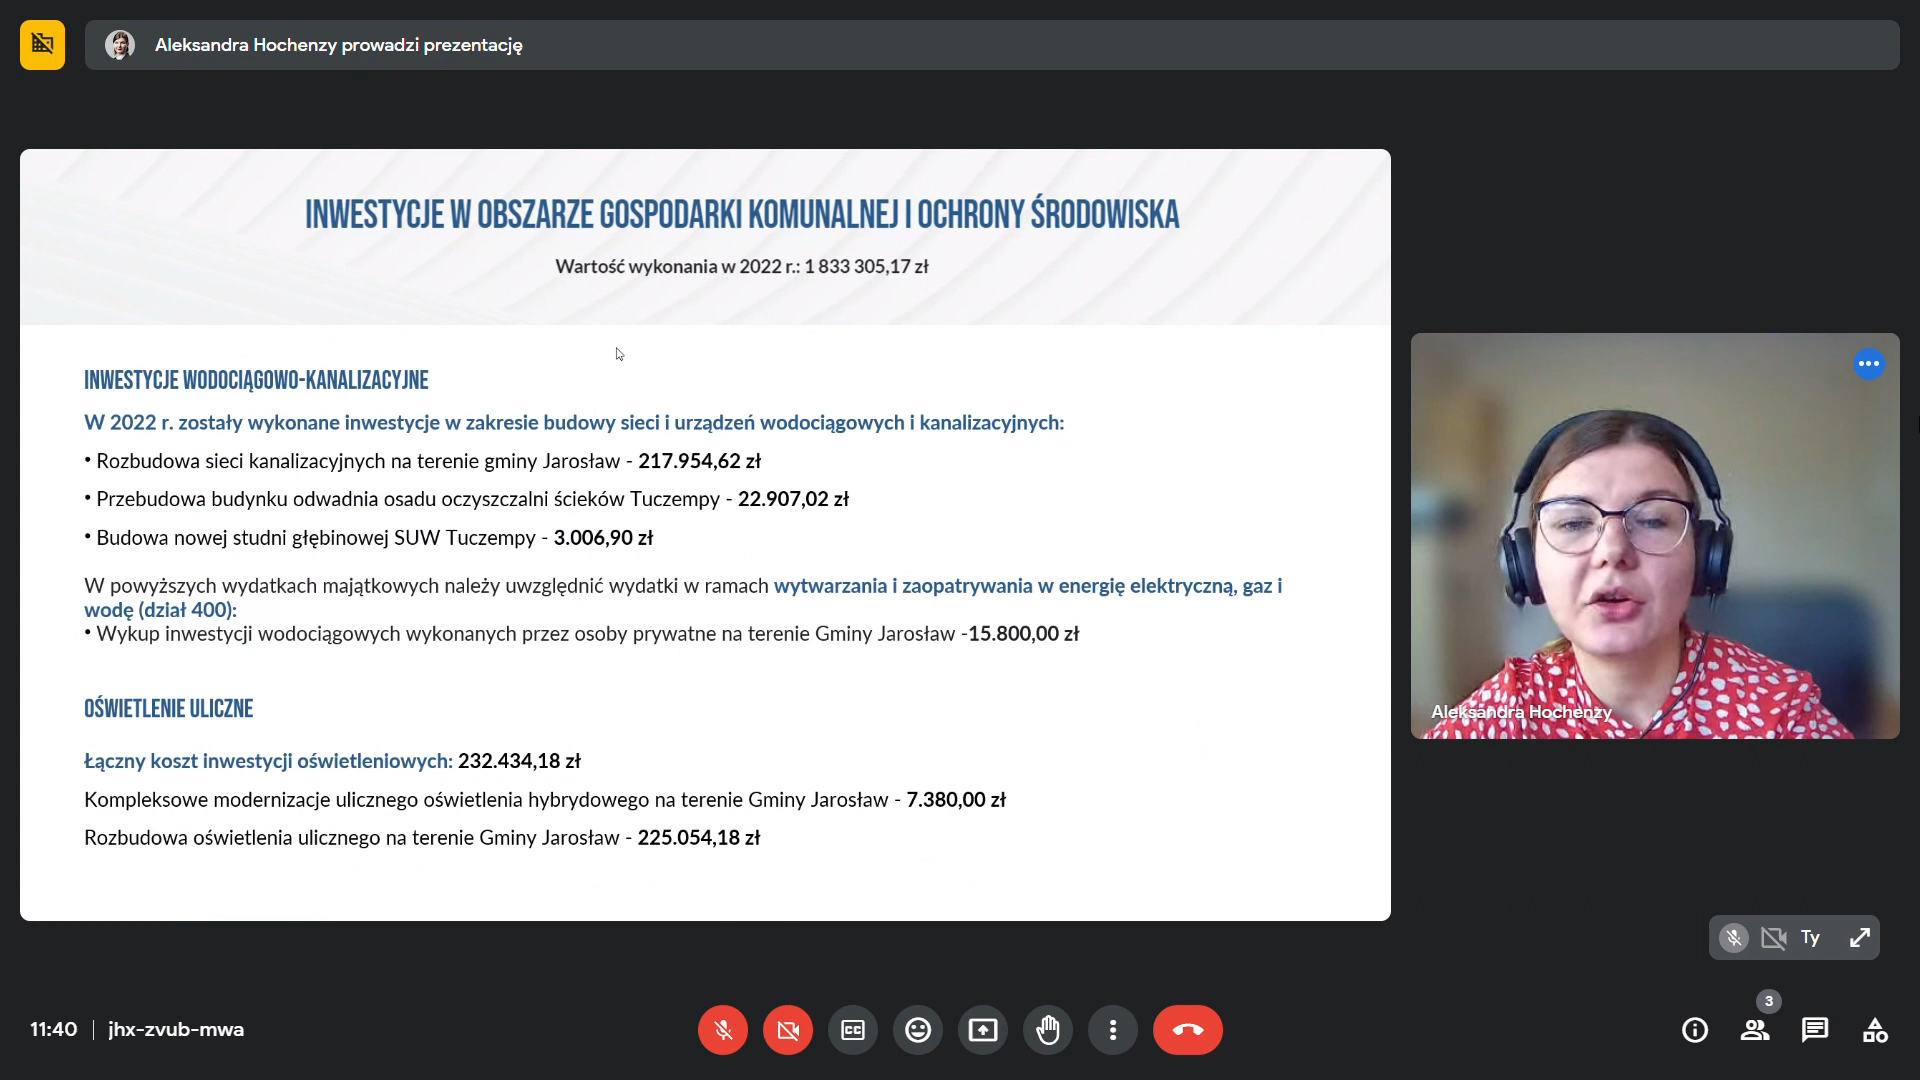 Aleksandra Hochenzy prowadzi prezentację
INWESTYCJE W OBSZARZE GOSPODARKI KOMUNALNEJ I OCHRONY ŚRODOWISKA
Wartość wykonania w 2022 r.: 1 833 305,17 zł
INWESTYCJE WODOCIĄGOWO-KANALIZACYJNE
W 2022 r. zostały wykonane inwestycje w zakresie budowy sieci i urządzeń wodociągowych i kanalizacyjnych:
• Rozbudowa sieci kanalizacyjnych na terenie gminy Jarosław - 217.954,62 zł
• Przebudowa budynku odwadnia osadu oczyszczalni ścieków Tuczempy - 22.907,02 zł
• Budowa nowej studni głębinowej SUW Tuczempy - 3.006,90 zł
W powyższych wydatkach majątkowych należy uwzględnić wydatki w ramach wytwarzania i zaopatrywania w energię elektryczną, gaz i
wodę (dział 400):
• Wykup inwestycji wodociągowych wykonanych przez osoby prywatne na terenie Gminy Jarosław -15.800,00 zł
OŚWIETLENIE ULICZNE
Łączny koszt inwestycji oświetleniowych: 232.434,18 zł
Kompleksowe modernizacje ulicznego oświetlenia hybrydowego na terenie Gminy Jarosław - 7.380,00 zł
Rozbudowa oświetlenia ulicznego na terenie Gminy Jarosław - 225.054,18 zł
Aleksandra Hochenzy
Ty
11:40 | jhx-zvub-mwa
CC
3